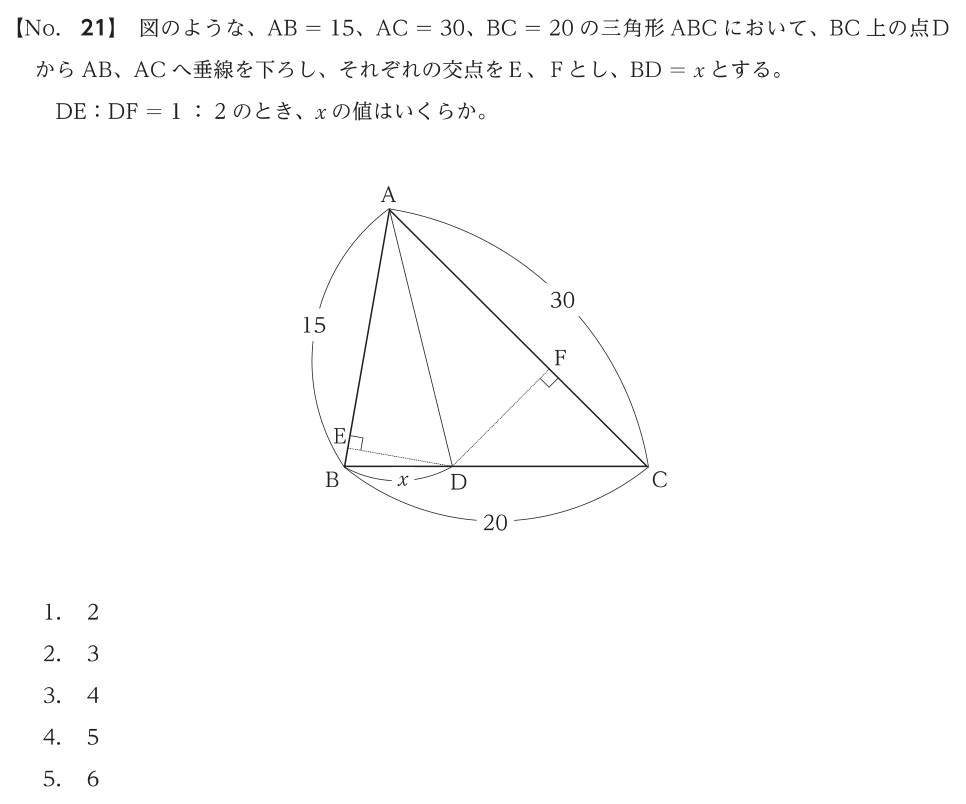 【No. 21】 図のような、AB = 15、AC = 30、BC = 20 の三角形 ABC において、BC 上の点D
から AB、AC へ垂線を下ろし、それぞれの交点をE、Fとし、BD = x とする。
DE:DF = 1 : 2 のとき、x の値はいくらか。
A
30
15
F
E
B
x
D
C
20
1. 2
2. 3
3. 4
4. 5
5. 6